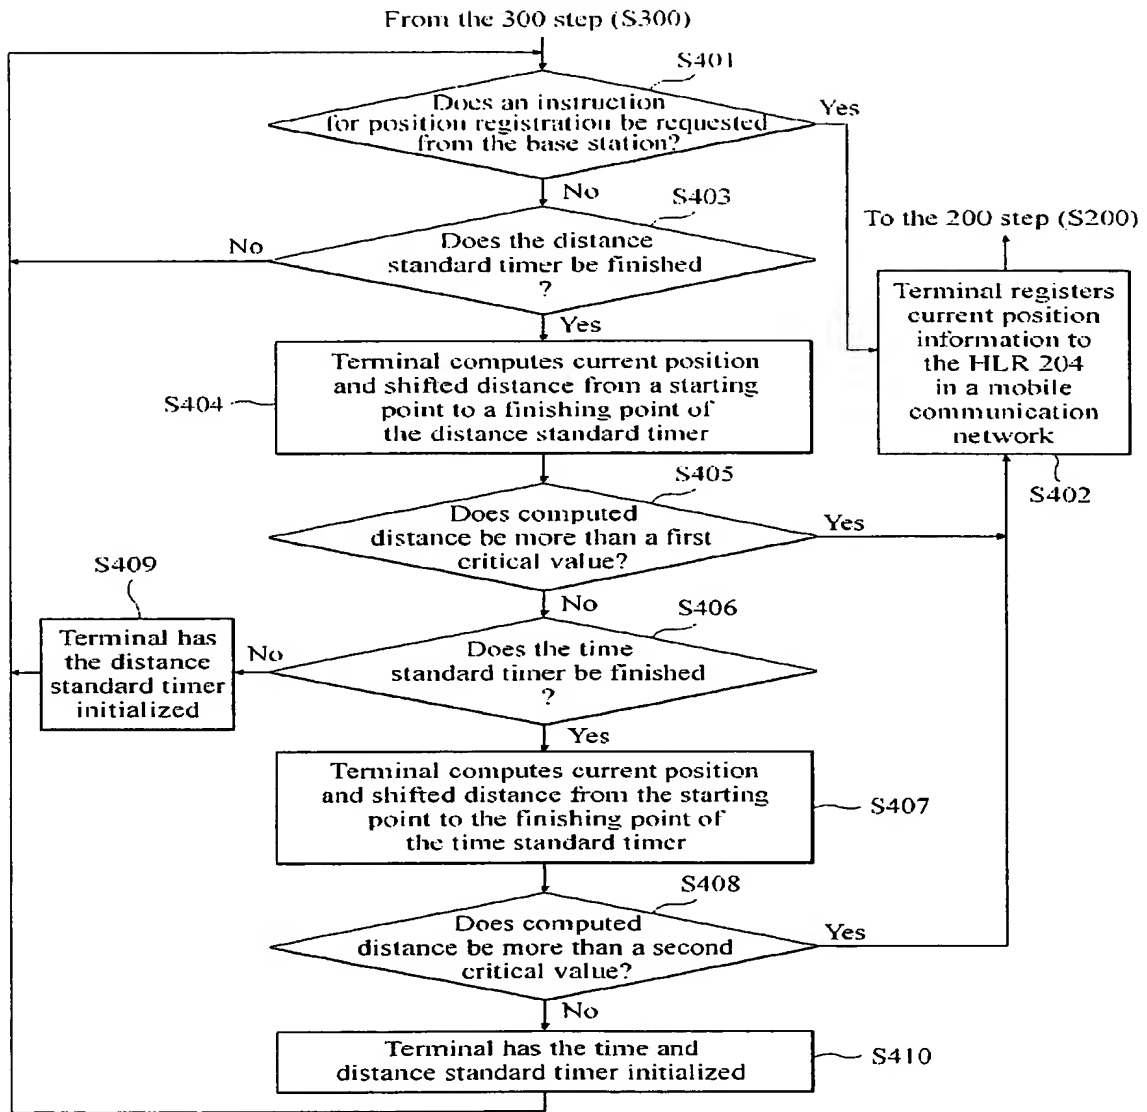 From the 300 step (S300)
S401
Does an instruction
for position registration be requested
from the base station?
Yes
No
S403
To the 200 step (S200)
Does the distance
standard timer be finished
?
No
Yes
Terminal registers
current position
information to
the HLR 204
in a mobile
communication
network
S402
Terminal computes current position
and shifted distance from a starting
point to a finishing point of
the distance standard timer
S404
S405
Does computed
distance be more than a first
critical value?
Yes
No
S409
Terminal has
the distance
standard timer
initialized
S406
Does the time
standard timer be finished
?
No
Yes
Terminal computes current position
and shifted distance from the starting
point to the finishing point of
the time standard timer
S407
S408
Does computed
distance be more than a second
critical value?
Yes
No
Terminal has the time and
distance standard timer initialized
S410